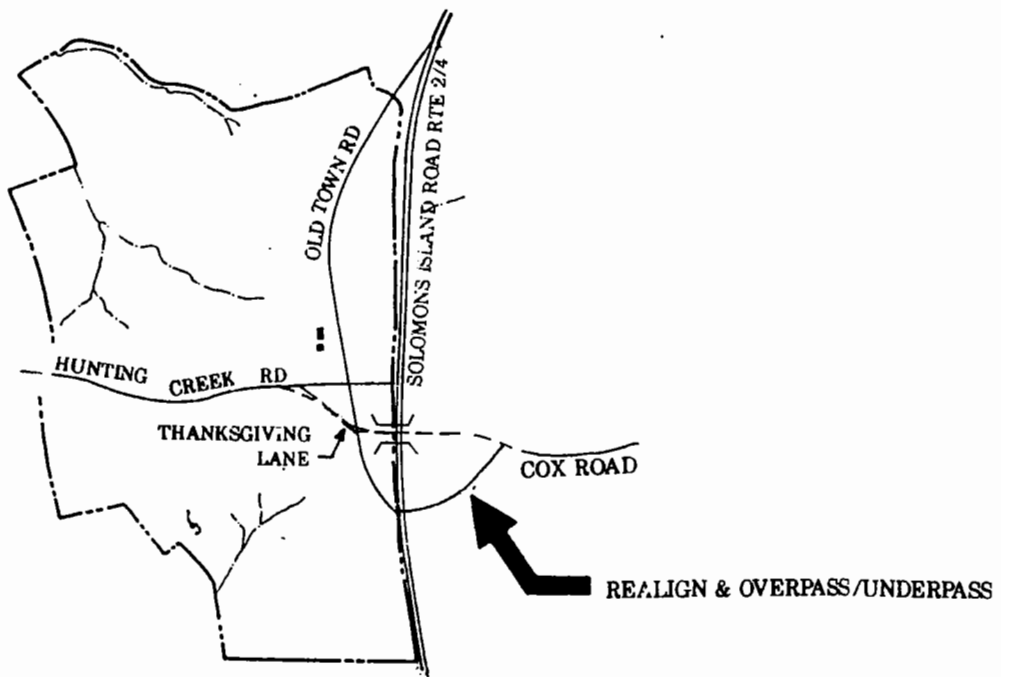 OLD TOWN RD
SOLOMONS ISLAND ROAD RTE 2/4
HUNTING CREEK RD
THANKSGIVING
LANE
COX ROAD
REALIGN & OVERPASS/UNDERPASS